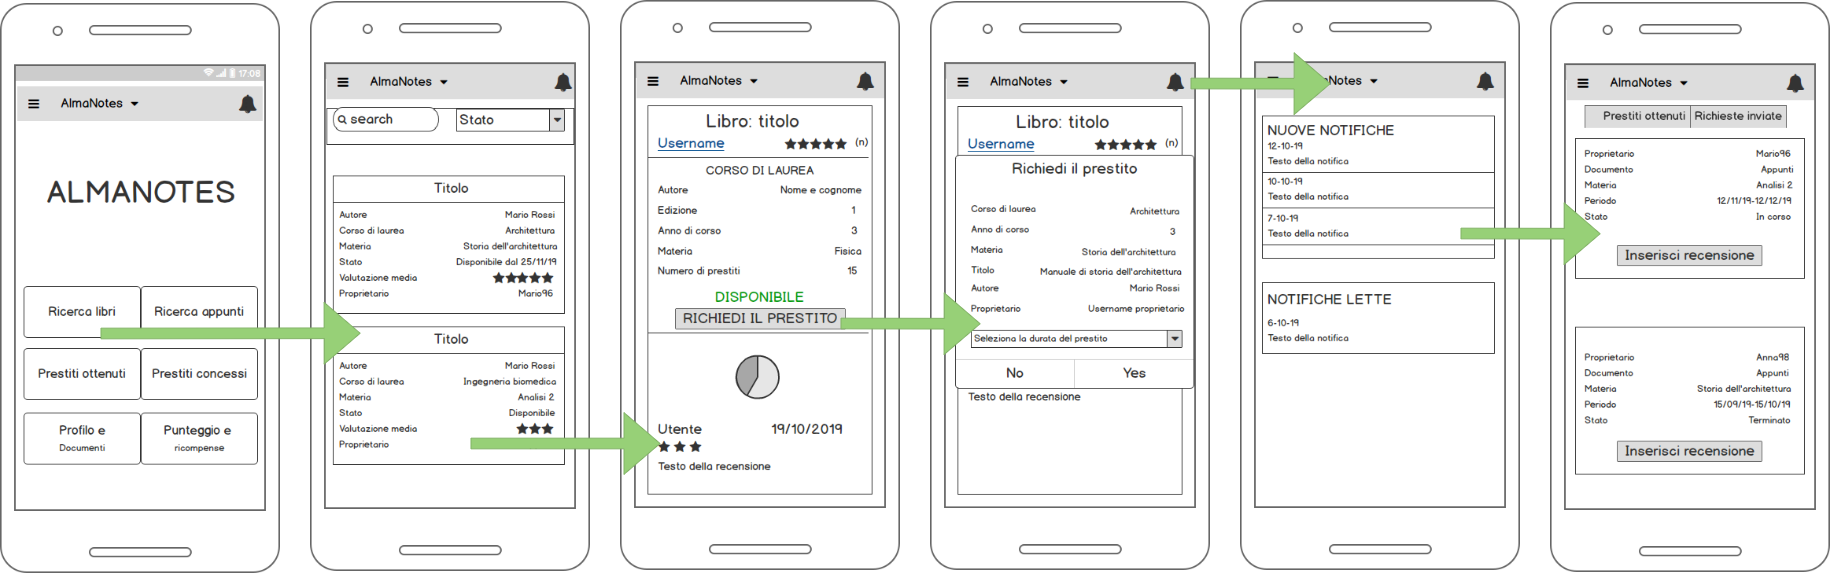 17:06
AlmaNotes
ALMANOTES
Ricerca libri
Ricerca appunti
Prestiti ottenuti
Prestiti concessi
Profilo e
Documenti
Punteggio e
ricompense
AlmaNotes
search
Stato
Titolo
Autore Mario Rossi
Corso di laurea Architettura
Materia Storia dell'architettura
Stato Disponibile dal 25/11/19
Valutazione media
Proprietario Mario96
Titolo
Autore Mario Rossi
Corso di laurea Ingegneria biomedica
Materia Analisi 2
Stato Disponibile
Valutazione media
Proprietario
AlmaNotes
Libro: titolo
Username (n)
CORSO DI LAUREA
Autore Nome e cognome
Edizione 1
Anno di corso 3
Materia Fisica
Numero di prestiti 15
DISPONIBILE
RICHIEDI IL PRESTITO
Utente 19/10/2019
Testo della recensione
AlmaNotes
Libro: titolo
Username (n)
Richiedi il prestito
Corso di laurea Architettura
Anno di corso 3
Materia Storia dell'architettura
Titolo Manuale di storia dell'architettura
Autore Mario Rossi
Proprietario Username proprietario
Seleziona la durata del prestito
No Yes
Testo della recensione
Notes
NUOVE NOTIFICHE
12-10-19
Testo della notifica
10-10-19
Testo della notifica
7-10-19
Testo della notifica
NOTIFICHE LETTE
6-10-19
Testo della notifica
AlmaNotes
Prestiti ottenuti Richieste inviate
Proprietario Mario96
Documento Appunti
Materia Analisi 2
Periodo 12/11/19-12/12/19
Stato In corso
Inserisci recensione
Proprietario Anna98
Documento Appunti
Materia Storia dell'architettura
Periodo 15/09/19-15/10/19
Stato Terminato
Inserisci recensione